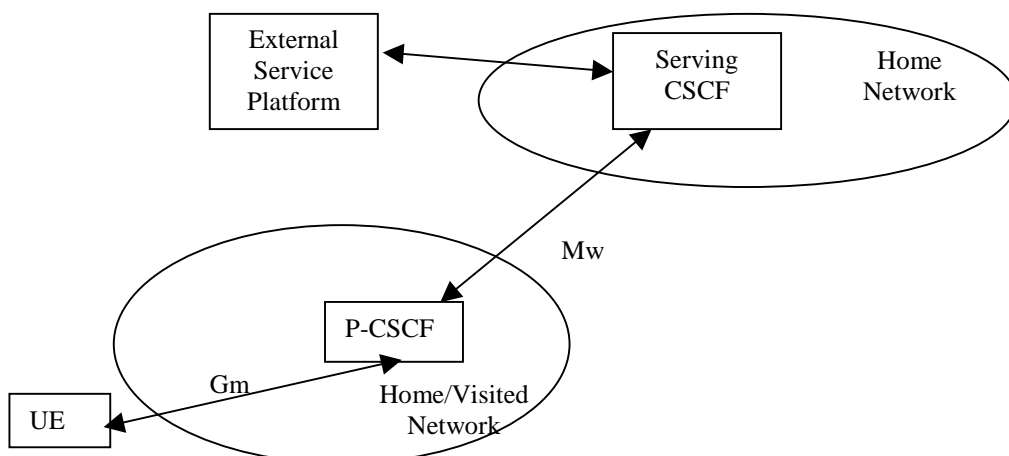 External
Service
Platform
Serving
CSCF
Home
Network
Mw
P-CSCF
Gm
Home/Visited
Network
UE